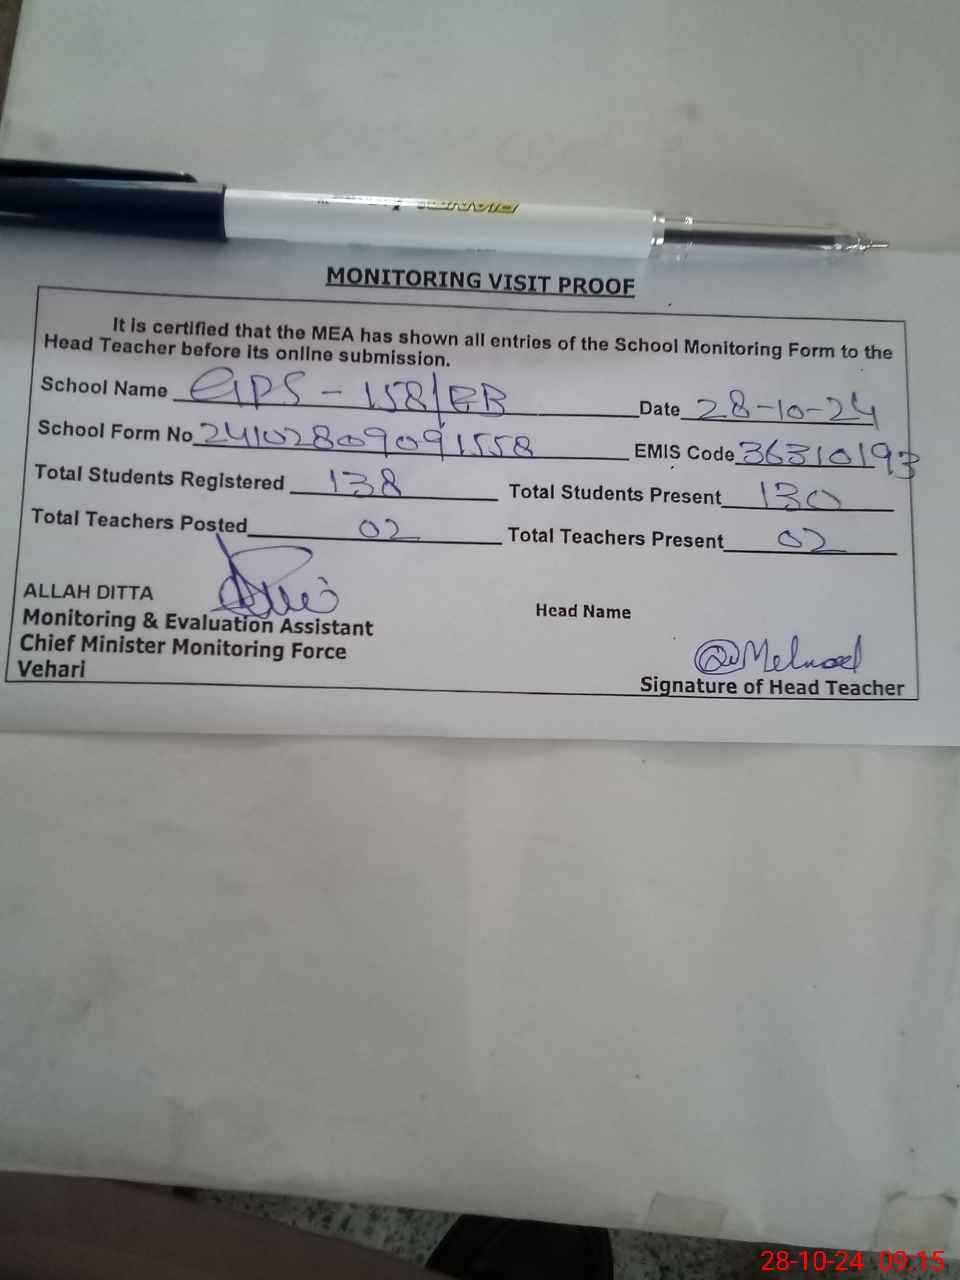 MONITORING VISIT PROOF
It is certified that the MEA has shown all entries of the School Monitoring Form to the
Head Teacher before its online submission.
School Name GPS - 158/EB Date 28-10-24
School Form No 24102809091558 EMIS Code 36310193
Total Students Registered 138 Total Students Present 130
Total Teachers Posted 02 Total Teachers Present 02
ALLAH DITTA
Monitoring & Evaluation Assistant Head Name
Chief Minister Monitoring Force
Vehari Signature of Head Teacher
28-10-24 09:15